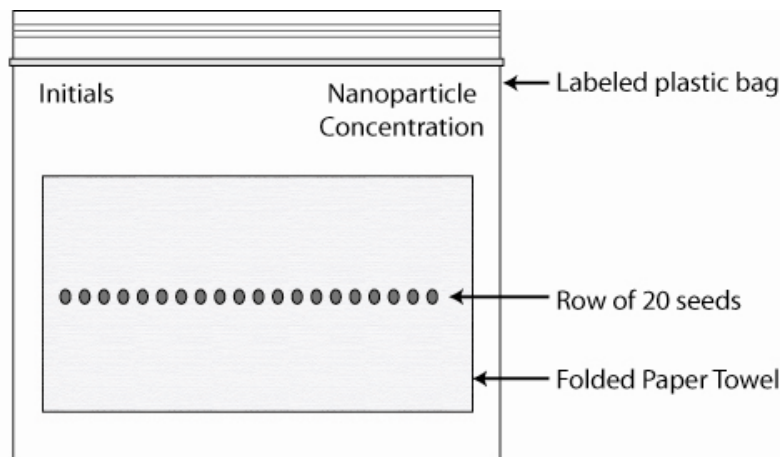 Initials
Nanoparticle
Concentration
Labeled plastic bag
Row of 20 seeds
Folded Paper Towel